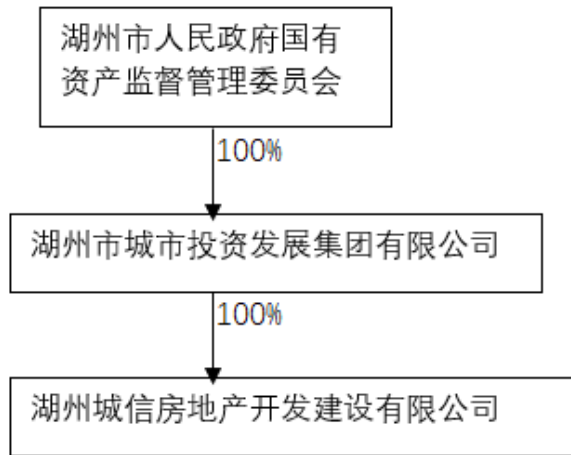 湖州市人民政府国有
资产监督管理委员会
100%
湖州市城市投资发展集团有限公司
100%
湖州城信房地产开发建设有限公司